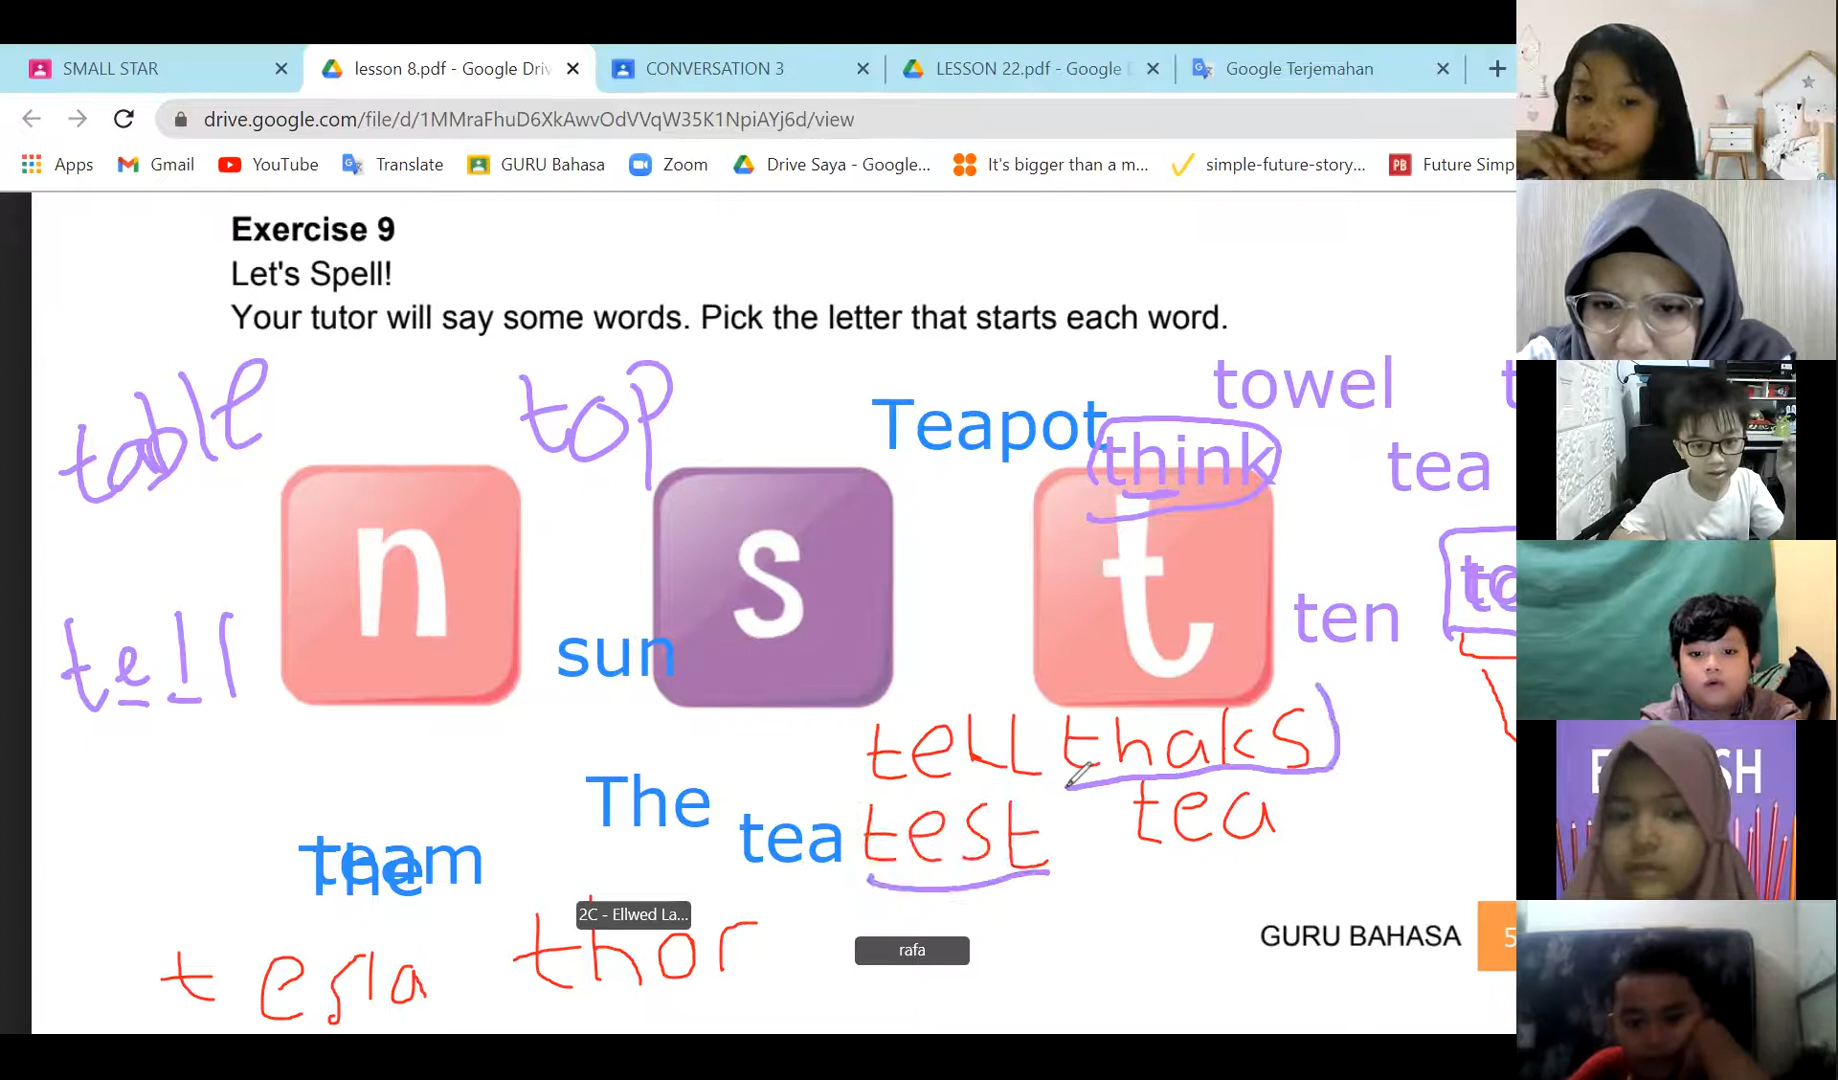 SMALL STAR
lesson 8.pdf - Google Driv
CONVERSATION 3
LESSON 22.pdf - Google D
Google Terjemahan
drive.google.com/file/d/1MMraFhuD6XkAwvOdVVqW35K1NpiAYj6d/view
Apps Gmail YouTube Translate GURU Bahasa Zoom Drive Saya - Google... It's bigger than a m... simple-future-story... PB Future Simp
Exercise 9
Let's Spell!
Your tutor will say some words. Pick the letter that starts each word.
table top Teapot towel
think tea
n s t
tell sun ten
tell thaks
The tea test tea
team
The
2C - Ellwed La...
rafa
GURU BAHASA 5
tesla thor